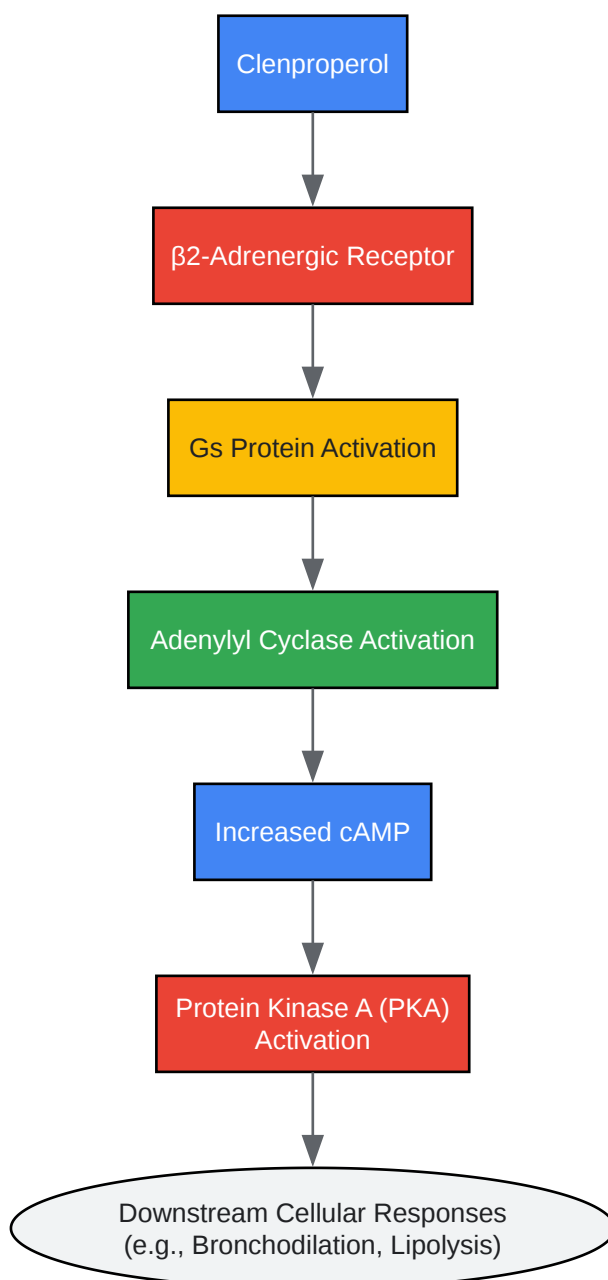 Clenproperol
β2-Adrenergic Receptor
Gs Protein Activation
Adenylyl Cyclase Activation
Increased cAMP
Protein Kinase A (PKA)
Activation
Downstream Cellular Responses
(e.g., Bronchodilation, Lipolysis)